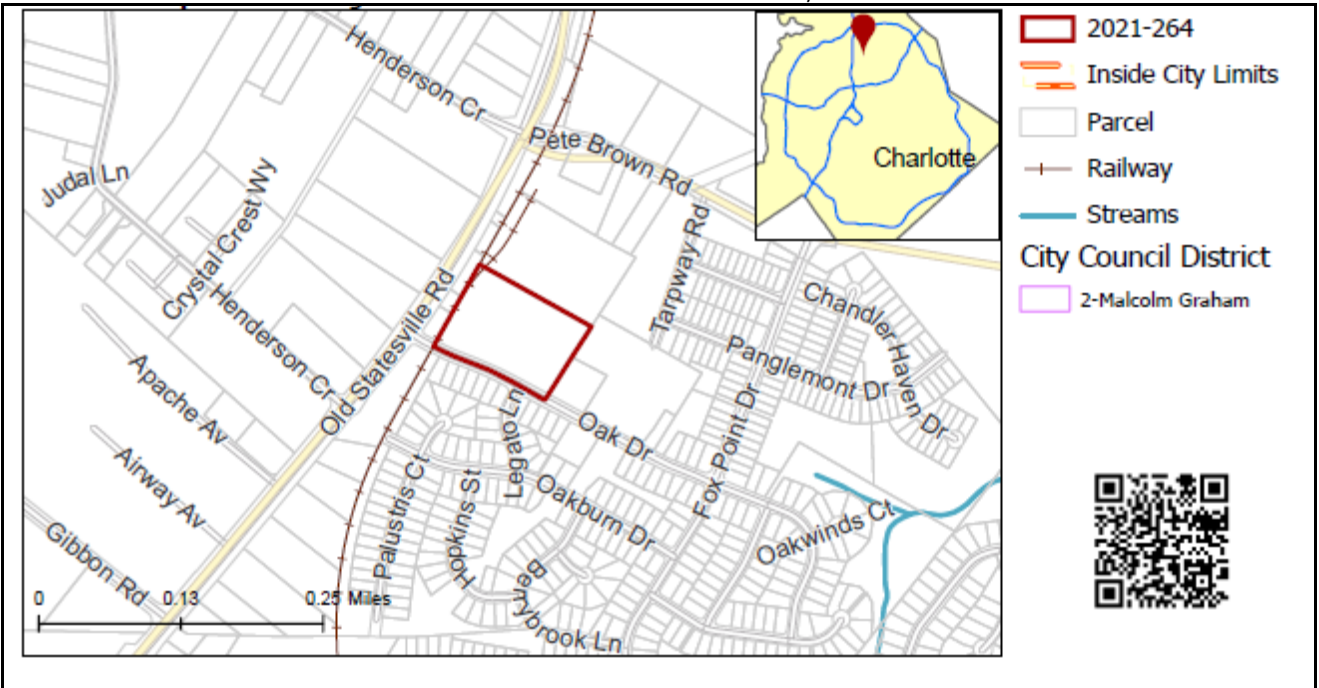 Henderson Cr
Pete Brown Rd
Judal Ln
Crystal Crest Wy
Tarpway Rd
Henderson Cr
Old Statesville Rd
Chandler Haven Dr
Panglemont Dr
Apache Av
Legato Ln
Oak Dr
Fox Point Dr
Airway Av
Palustris Ct
Hopkins St
Oakburn Dr
Oakwinds Ct
Gibbon Rd
Berrybrook Ln
0 0.13 0.25 Miles
Charlotte
2021-264
Inside City Limits
Parcel
Railway
Streams
City Council District
2-Malcolm Graham